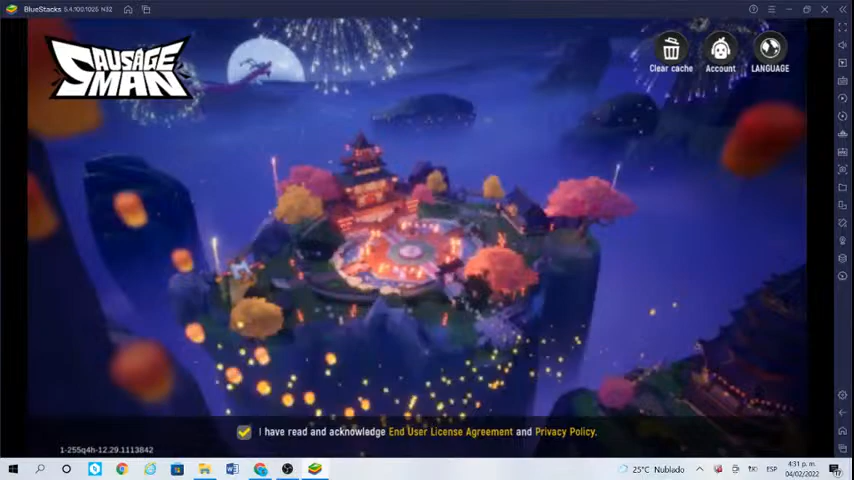 BlueStacks 5.4.100.1026 N32
SAUSAGE MAN
Clear cache
Account
LANGUAGE
I have read and acknowledge End User License Agreement and Privacy Policy.
1-255q4h-12.29.1113842
25°C Nublado
ESP
4:31 p. m.
04/02/2022